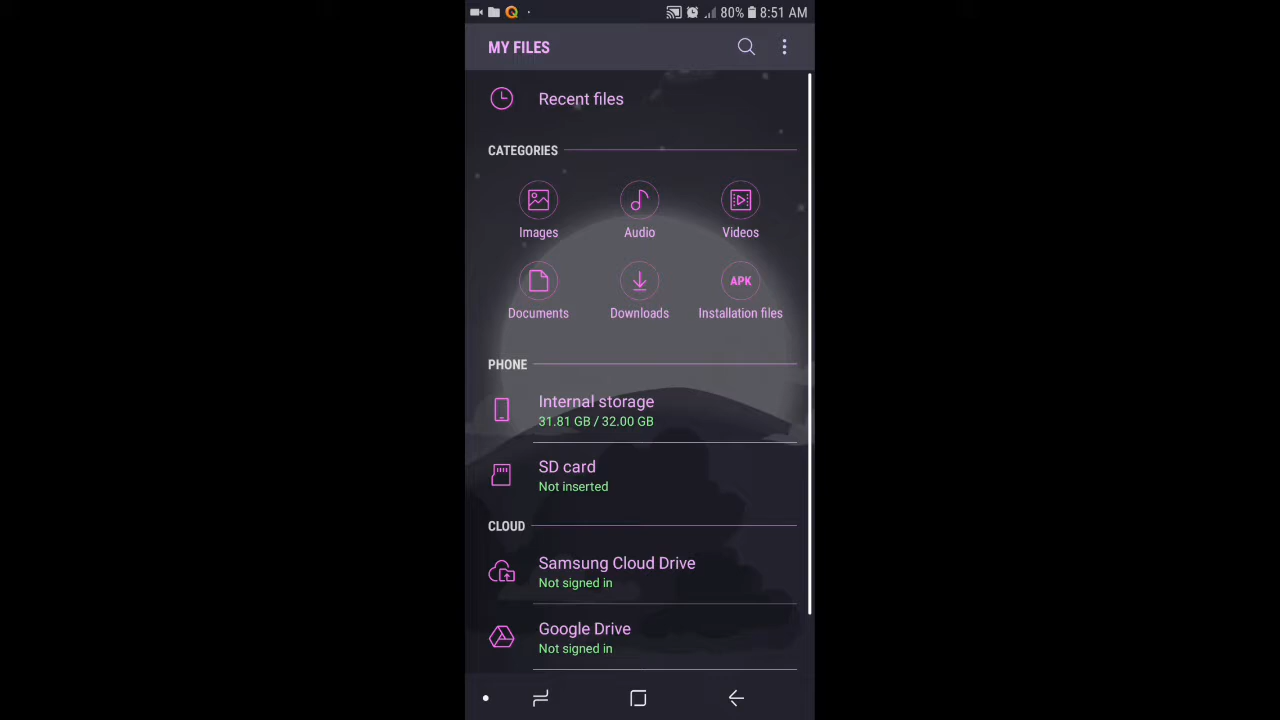 80% 8:51 AM
MY FILES
Recent files
CATEGORIES
Images Audio Videos
APK
Documents Downloads Installation files
PHONE
Internal storage
31.81 GB / 32.00 GB
SD card
Not inserted
CLOUD
Samsung Cloud Drive
Not signed in
Google Drive
Not signed in